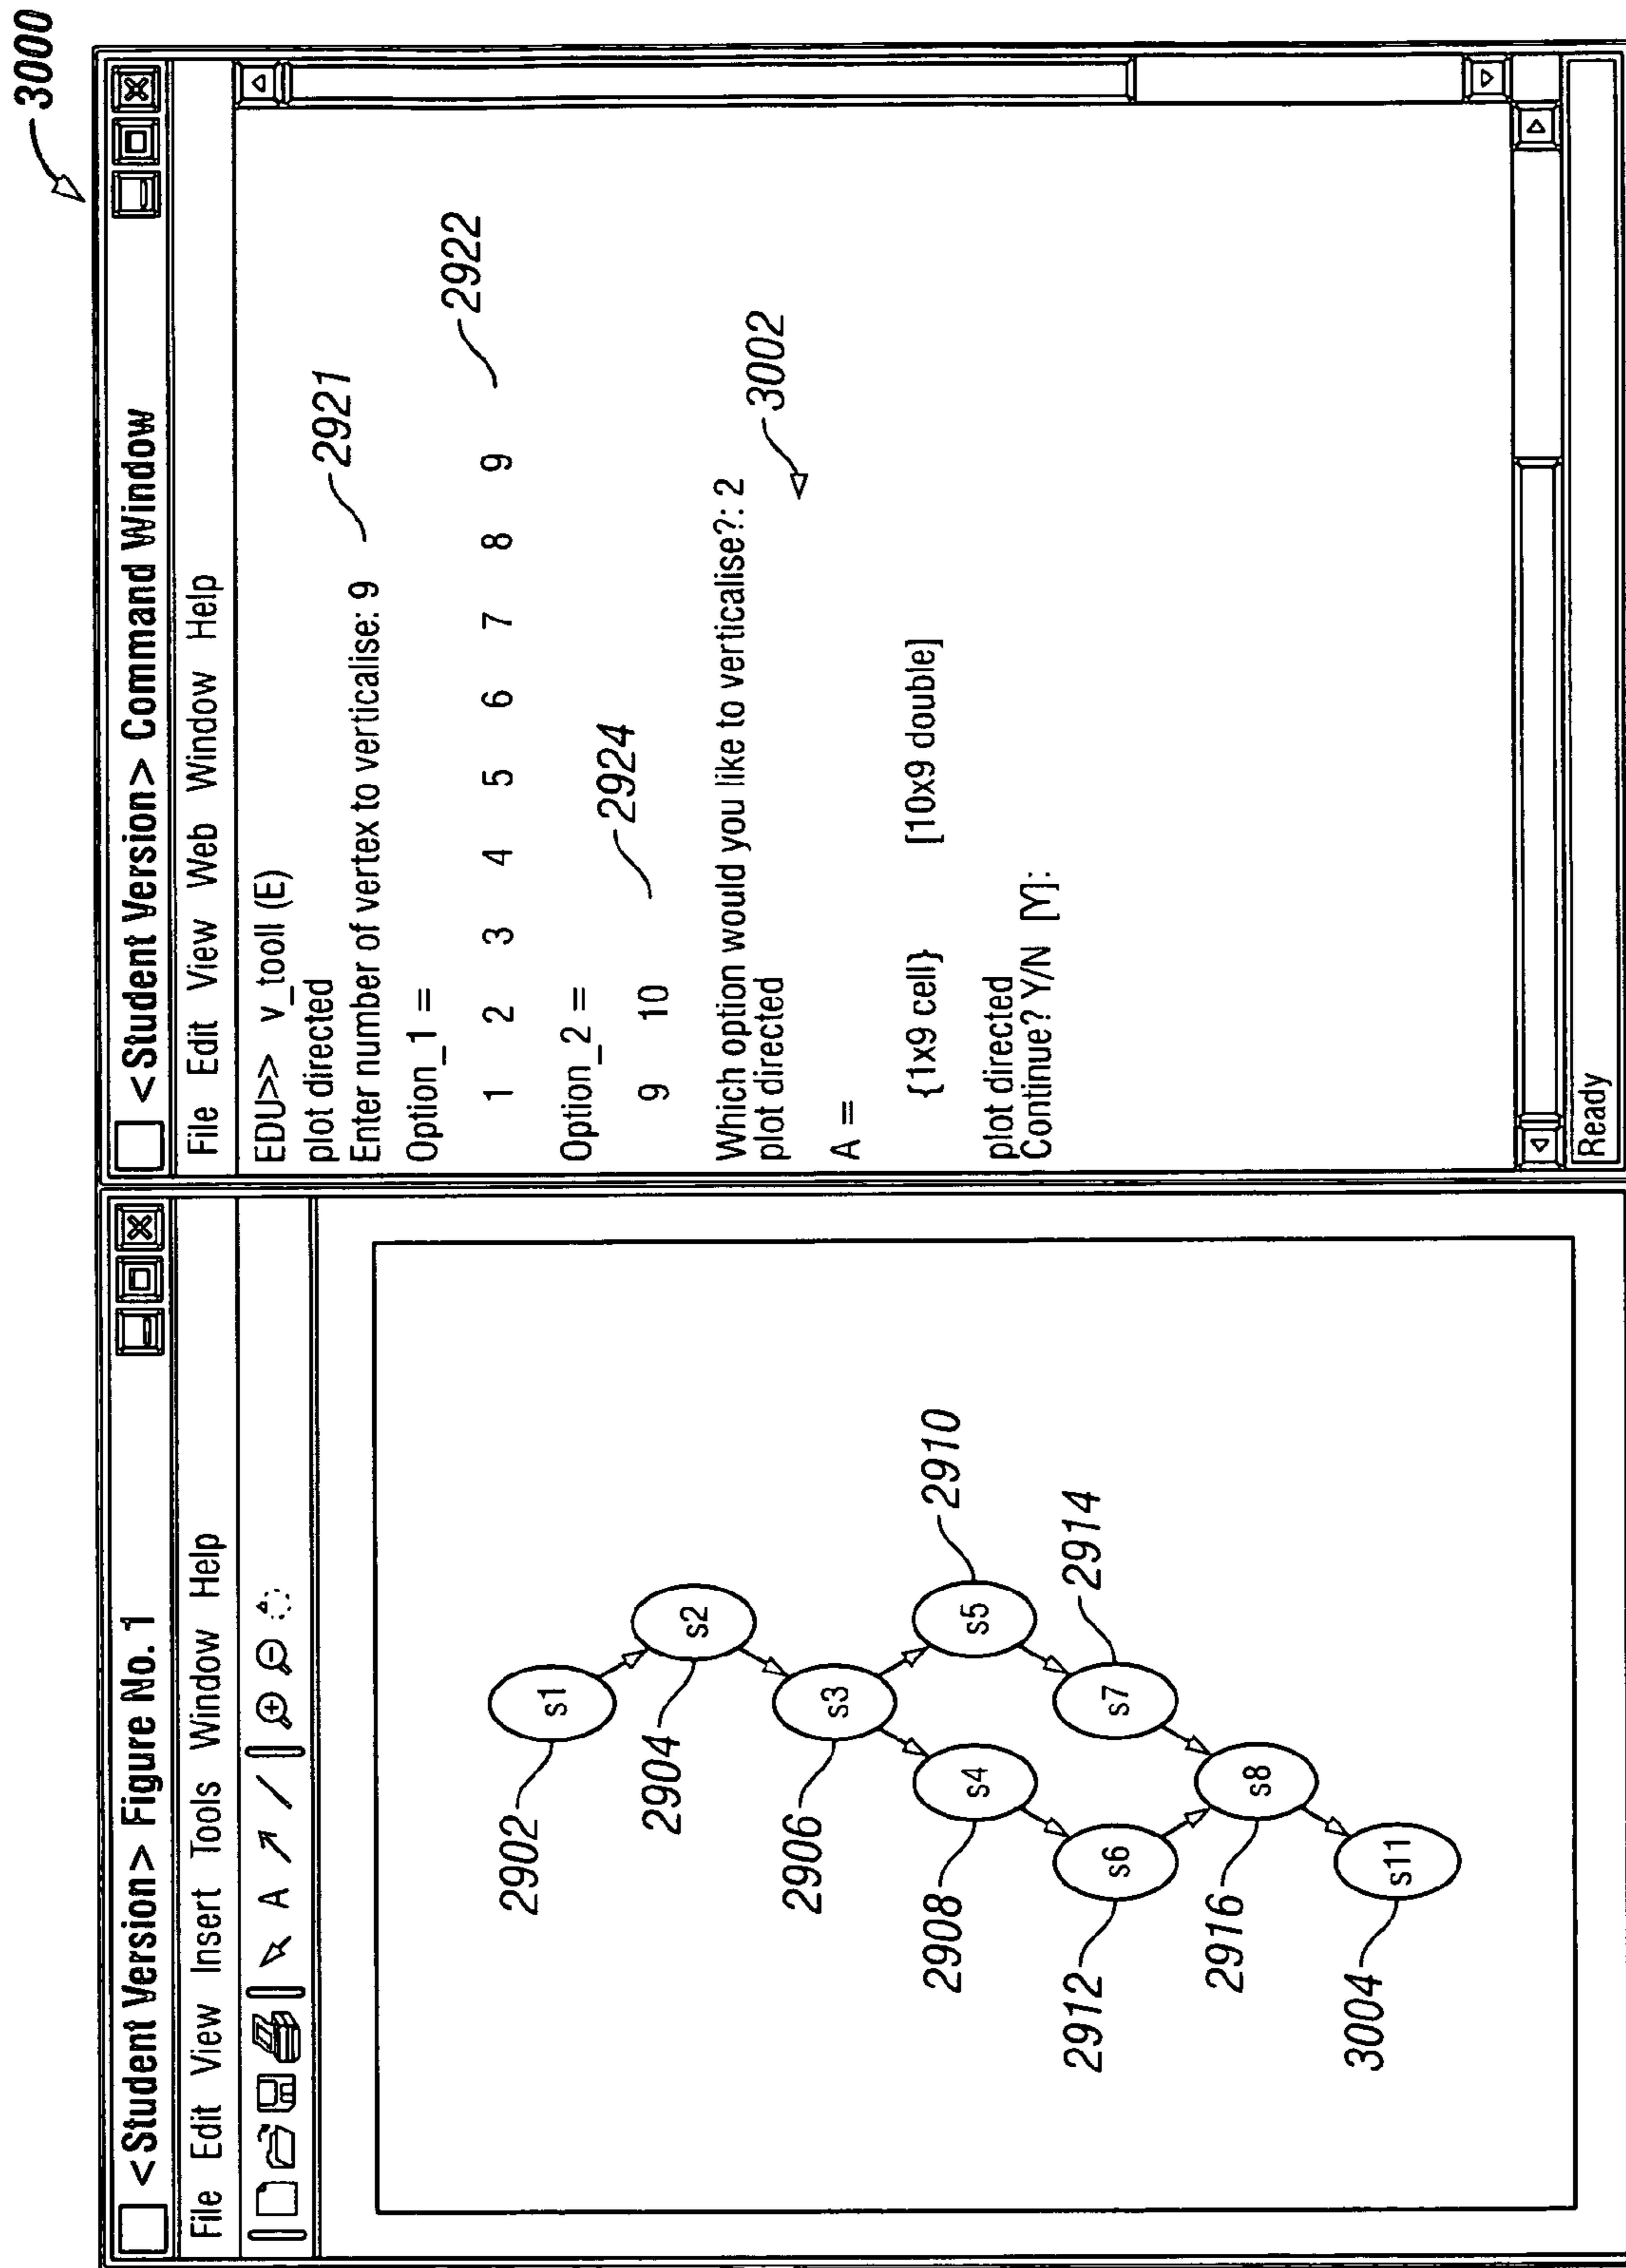 3000
<Student Version> Figure No. 1
File Edit View Insert Tools Window Help
A
s1
2902
s2
2904
s3
2906
s4
2908
s5
2910
s6
2912
s7
2914
s8
2916
s11
3004
<Student Version> Command Window
File Edit View Web Window Help
EDU>> v_tooll (E)
plot directed
Enter number of vertex to verticalise: 9
2921
Option_1 =
1 2 3 4 5 6 7 8 9
2922
Option_2 =
9 10
2924
Which option would you like to verticalise?: 2
plot directed
3002
A =
{1x9 cell} [10x9 double]
plot directed
Continue? Y/N [Y]:
Ready